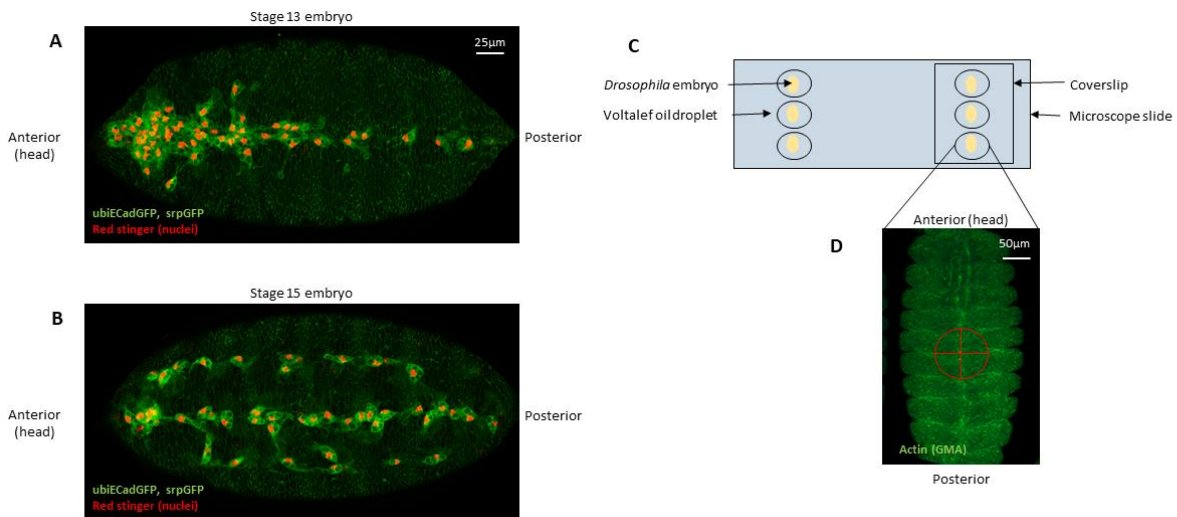 Stage 13 embryo
A
25μm
Anterior
(head)
Posterior
ubiECadGFP, srpGFP
Red stinger (nuclei)
Stage 15 embryo
B
Anterior
(head)
Posterior
ubiECadGFP, srpGFP
Red stinger (nuclei)
C
Drosophila embryo
Coverslip
Voltalef oil droplet
Microscope slide
Anterior (head)
D
50μm
Actin (GMA)
Posterior